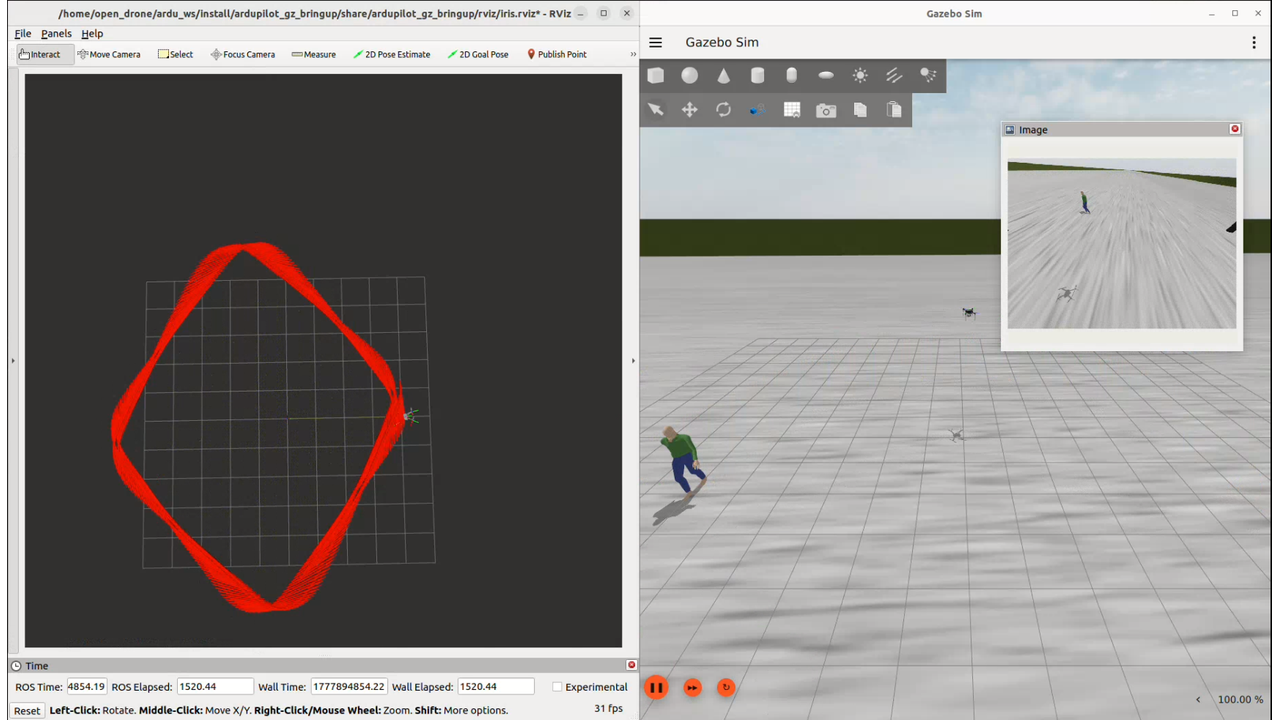 /home/open_drone/ardu_ws/install/ardupilot_gz_bringup/share/ardupilot_gz_bringup/rviz/iris.rviz* - RViz
File Panels Help
Interact Move Camera Select Focus Camera Measure 2D Pose Estimate 2D Goal Pose Publish Point »
Time
ROS Time: 4854.19 ROS Elapsed: 1520.44 Wall Time: 1777894854.22 Wall Elapsed: 1520.44 Experimental
Reset Left-Click: Rotate. Middle-Click: Move X/Y. Right-Click/Mouse Wheel: Zoom. Shift: More options. 31 fps
Gazebo Sim
Gazebo Sim
Image
100.00 %